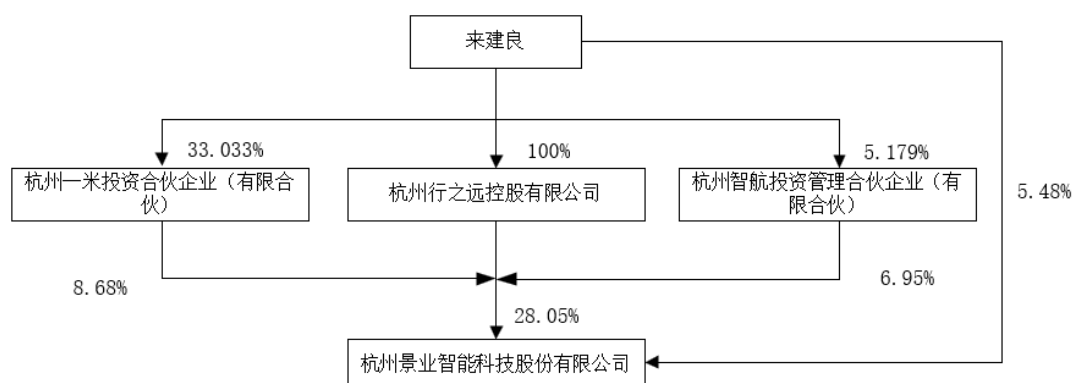 来建良
33.033%
100%
5.179%
杭州一米投资合伙企业（有限合
伙）
杭州行之远控股有限公司
杭州智航投资管理合伙企业（有
限合伙）
5.48%
8.68%
6.95%
28.05%
杭州景业智能科技股份有限公司